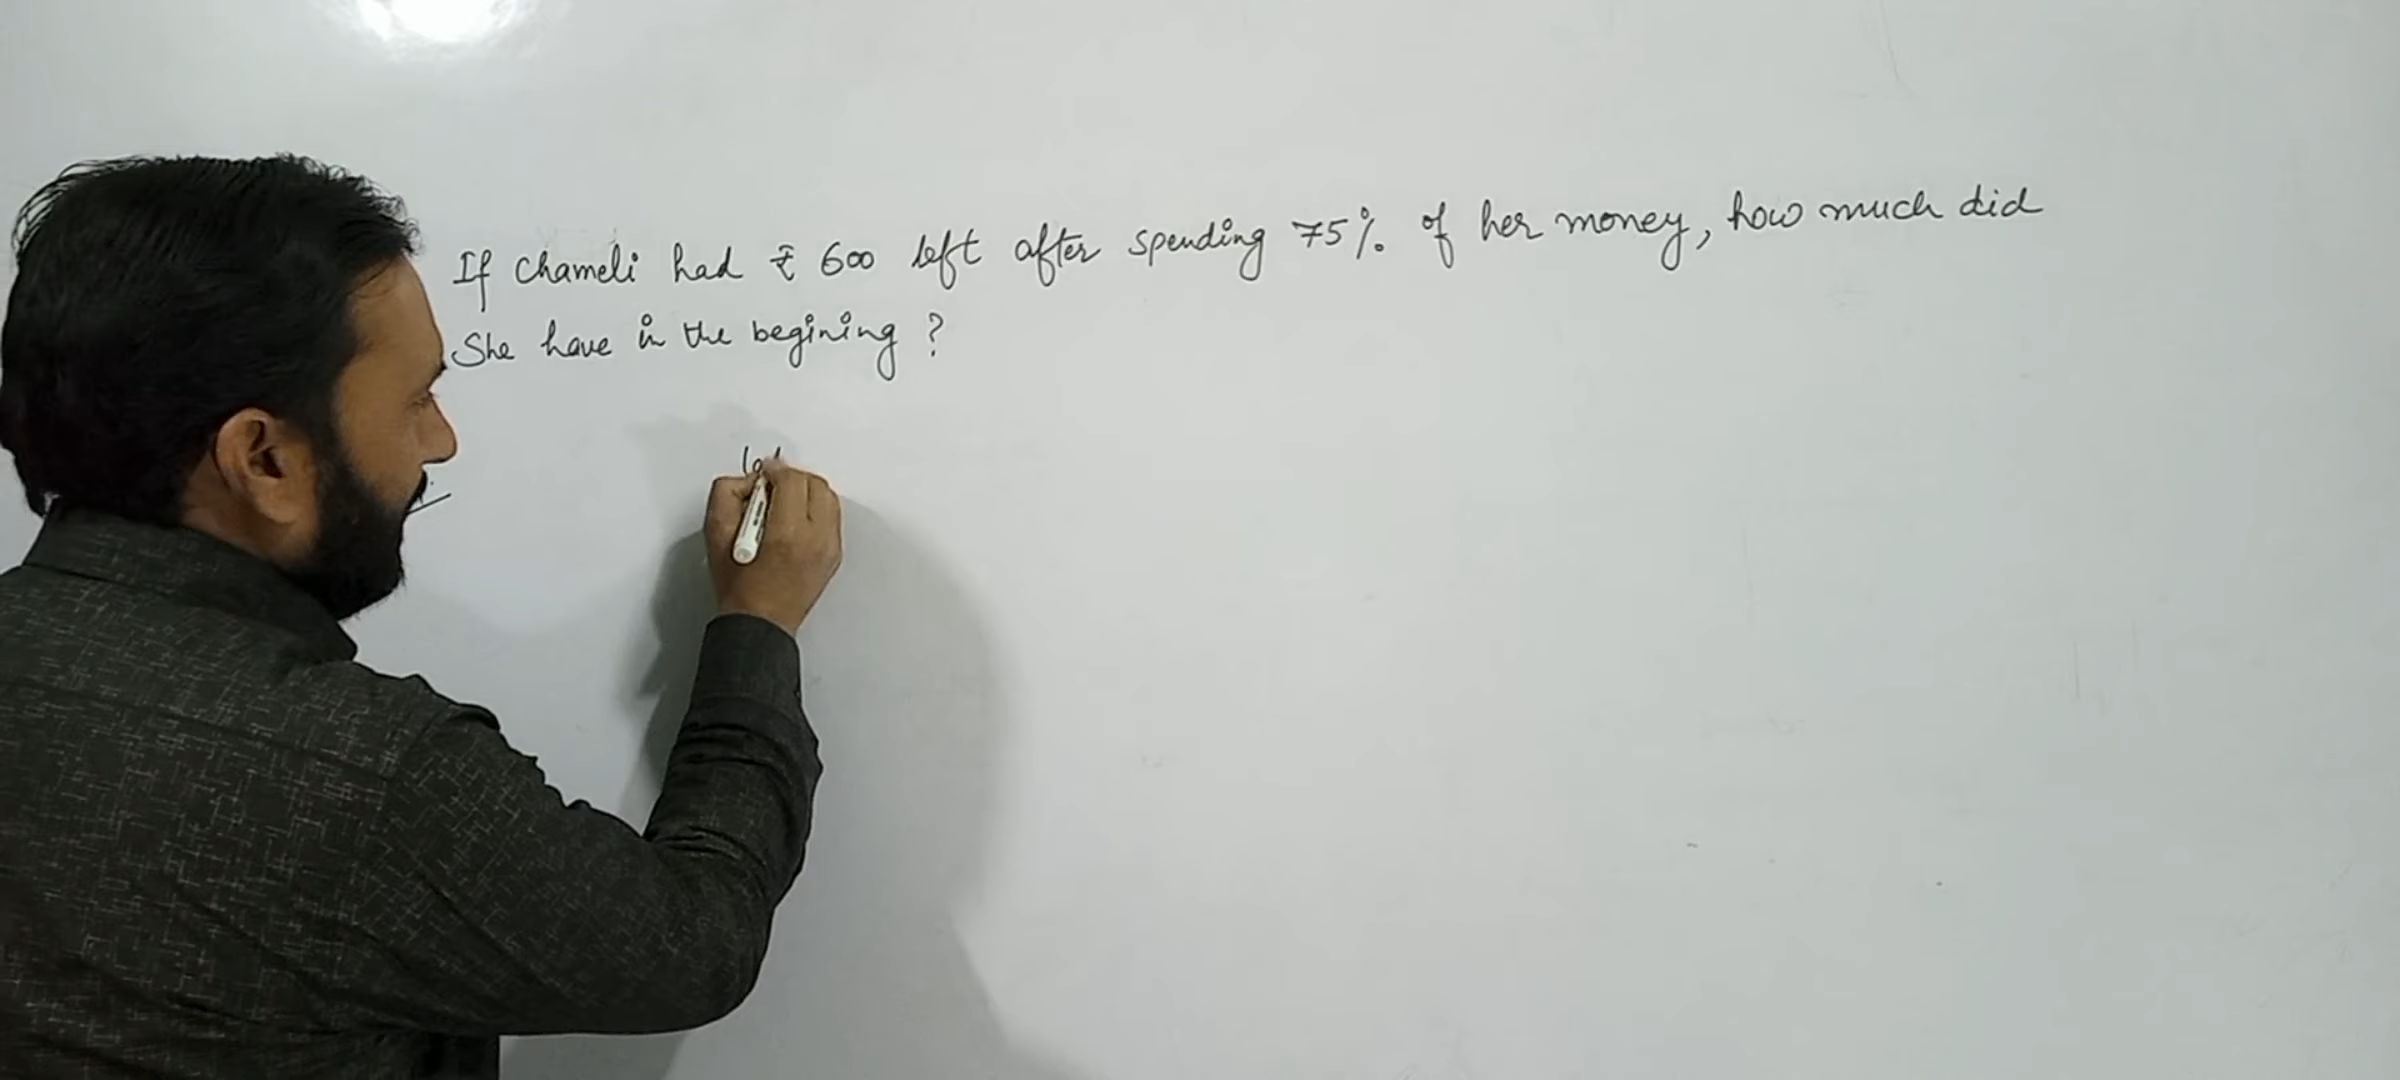 If Chameli had ₹ 600 left after spending 75% of her money, how much did
She have in the begining ?